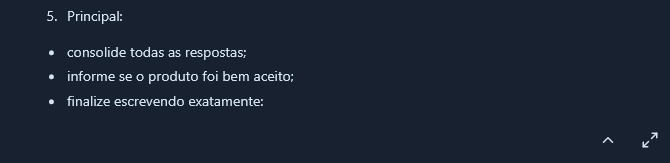 5. Principal:
• consolide todas as respostas;
• informe se o produto foi bem aceito;
• finalize escrevendo exatamente: